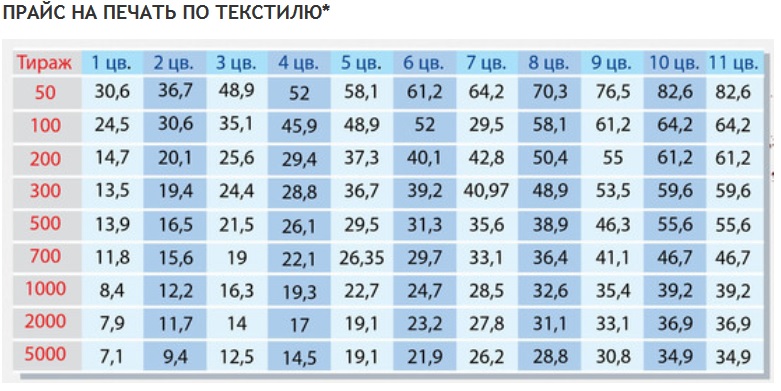 ПРАЙС НА ПЕЧАТЬ ПО ТЕКСТИЛЮ*
Тираж 1 цв. 2 цв. 3 цв. 4 цв. 5 цв. 6 цв. 7 цв. 8 цв. 9 цв. 10 цв. 11 цв.
50 30,6 36,7 48,9 52 58,1 61,2 64,2 70,3 76,5 82,6 82,6
100 24,5 30,6 35,1 45,9 48,9 52 29,5 58,1 61,2 64,2 64,2
200 14,7 20,1 25,6 29,4 37,3 40,1 42,8 50,4 55 61,2 61,2
300 13,5 19,4 24,4 28,8 36,7 39,2 40,97 48,9 53,5 59,6 59,6
500 13,9 16,5 21,5 26,1 29,5 31,3 35,6 38,9 46,3 55,6 55,6
700 11,8 15,6 19 22,1 26,35 29,7 33,1 36,4 41,1 46,7 46,7
1000 8,4 12,2 16,3 19,3 22,7 24,7 28,5 32,6 35,4 39,2 39,2
2000 7,9 11,7 14 17 19,1 23,2 27,8 31,1 33,1 36,9 36,9
5000 7,1 9,4 12,5 14,5 19,1 21,9 26,2 28,8 30,8 34,9 34,9